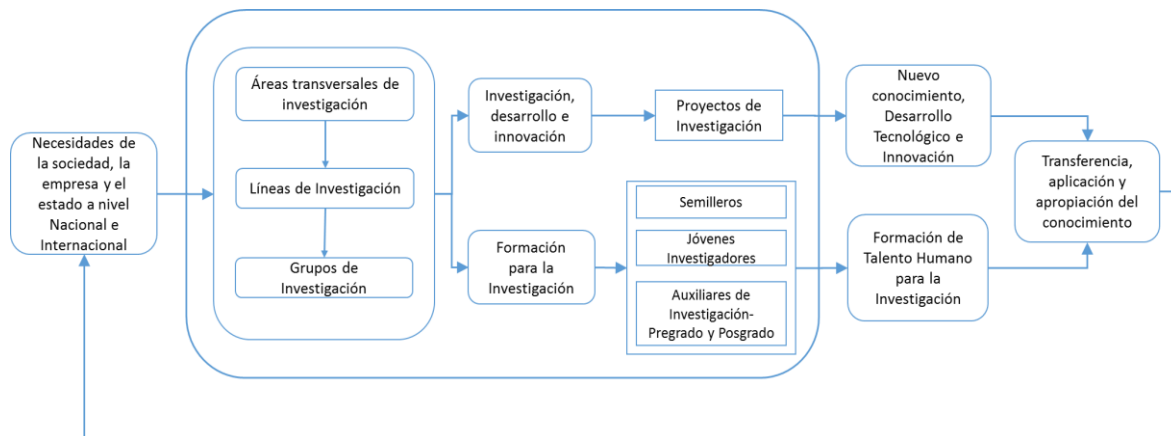 Necesidades de
la sociedad, la
empresa y el
estado a nivel
Nacional e
Internacional
Áreas transversales de
investigación
Líneas de Investigación
Grupos de
Investigación
Investigación,
desarrollo e
innovación
Proyectos de
Investigación
Formación
para la
Investigación
Semilleros
Jóvenes
Investigadores
Auxiliares de
Investigación-
Pregrado y Posgrado
Nuevo
conocimiento,
Desarrollo
Tecnológico e
Innovación
Formación de
Talento Humano
para la
Investigación
Transferencia,
aplicación y
apropiación del
conocimiento